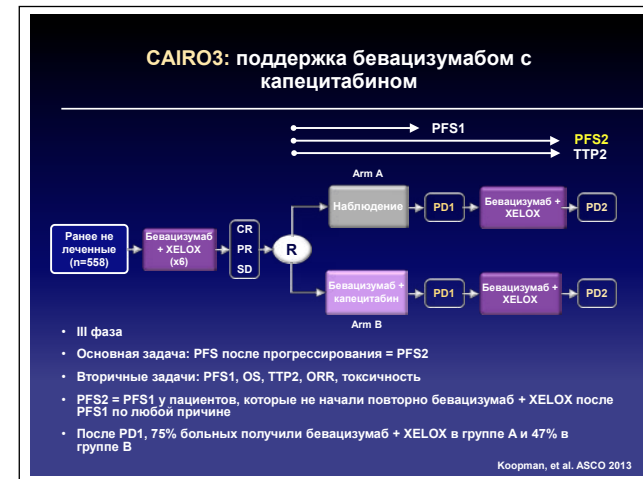 CAIRO3: поддержка бевацизумабом с
капецитабином
PFS1
PFS2
TTP2
Arm A
Наблюдение
PD1
Бевацизумаб +
XELOX
PD2
Ранее не
леченные
(n=558)
Бевацизумаб
+ XELOX
(x6)
CR
PR
SD
R
Бевацизумаб +
капецитабин
PD1
Бевацизумаб +
XELOX
PD2
Arm B
• III фаза
• Основная задача: PFS после прогрессирования = PFS2
• Вторичные задачи: PFS1, OS, TTP2, ORR, токсичность
• PFS2 = PFS1 у пациентов, которые не начали повторно бевацизумаб + XELOX после
PFS1 по любой причине
• После PD1, 75% больных получили бевацизумаб + XELOX в группе А и 47% в
группе В
Koopman, et al. ASCO 2013